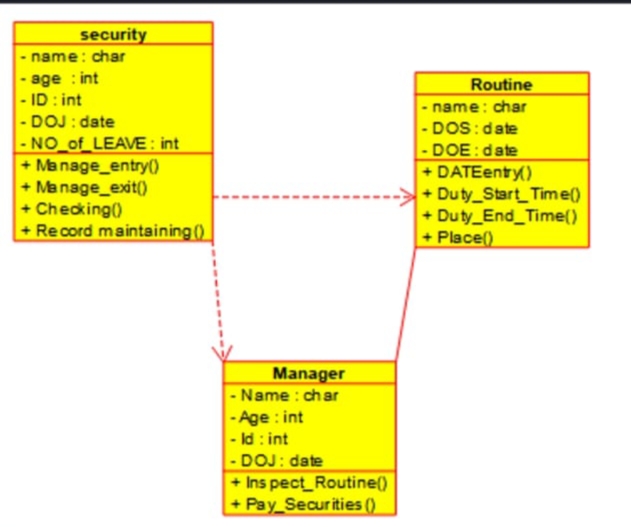 security
- name : char
- age : int
- ID : int
- DOJ : date
- NO_of_LEAVE : int
+ Manage_entry()
+ Manage_exit()
+ Checking()
+ Record maintaining()
Routine
- name : char
- DOS : date
- DOE : date
+ DATEentry()
+ Duty_Start_Time()
+ Duty_End_Time()
+ Place()
Manager
- Name : char
- Age : int
- Id : int
- DOJ : date
+ Inspect_Routine()
+ Pay_Securities()